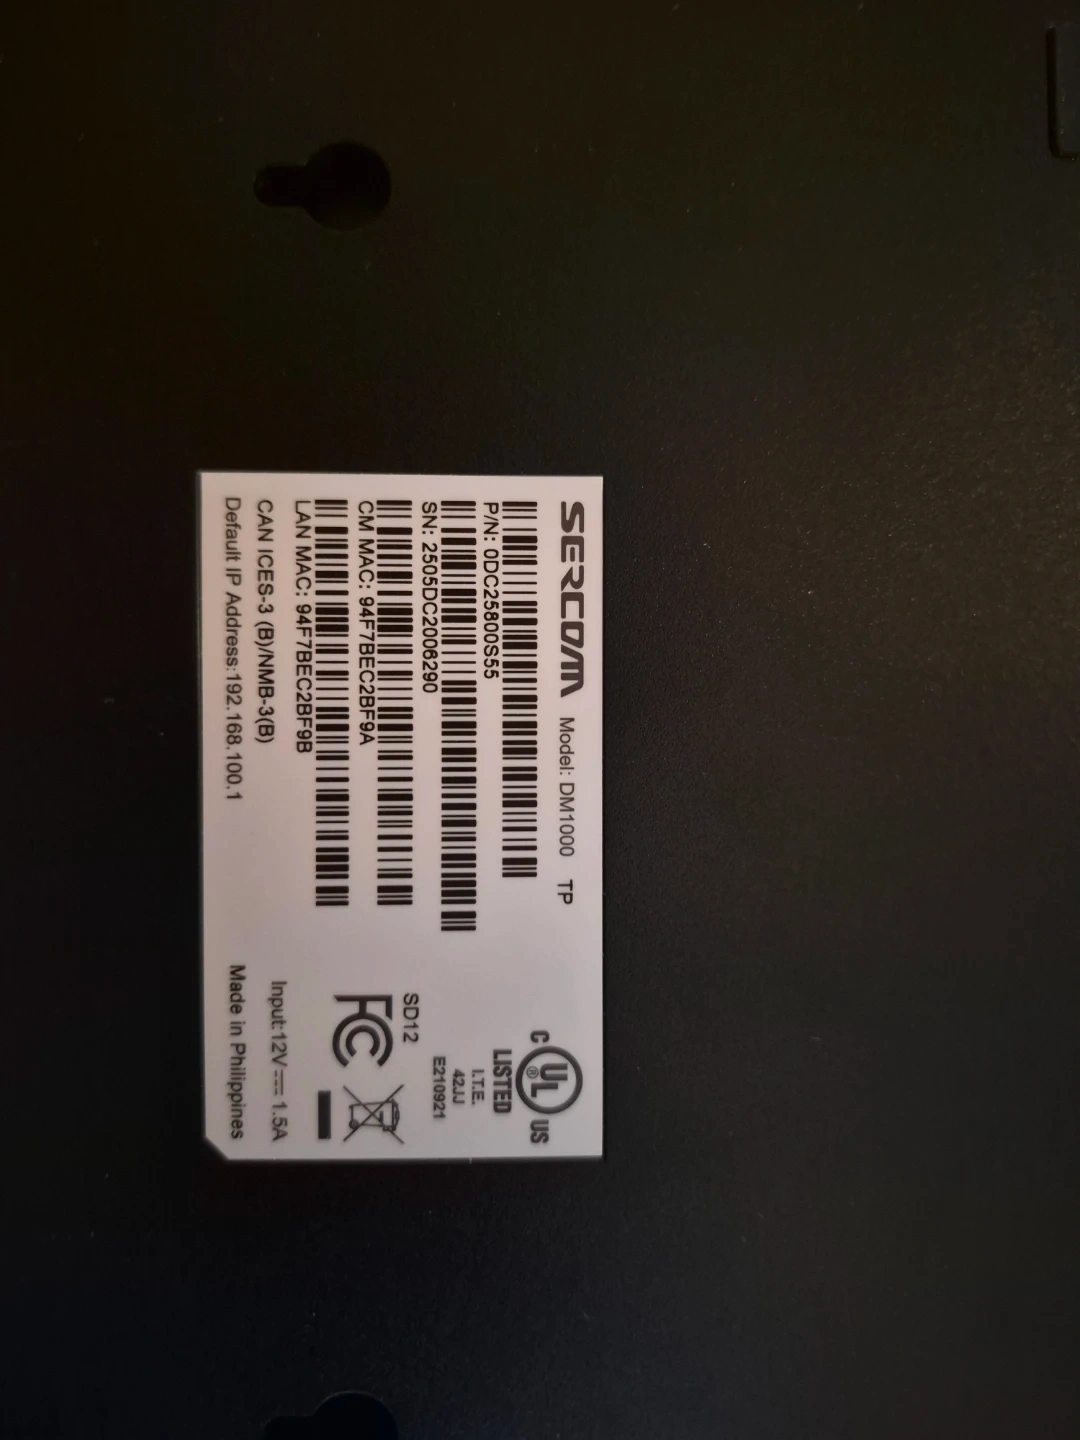 SERCOMM Model: DM1000 TP
P/N: 0DC25800S55
SN: 2505DC2006290
CM MAC: 94F7BEC2BF9A
LAN MAC: 94F7BEC2BF9B
CAN ICES-3 (B)/NMB-3(B)
Default IP Address:192.168.100.1
C UL ® US
LISTED
I.T.E.
42JJ
E210921
SD12
FC
Input:12V⎓1.5A
Made in Philippines